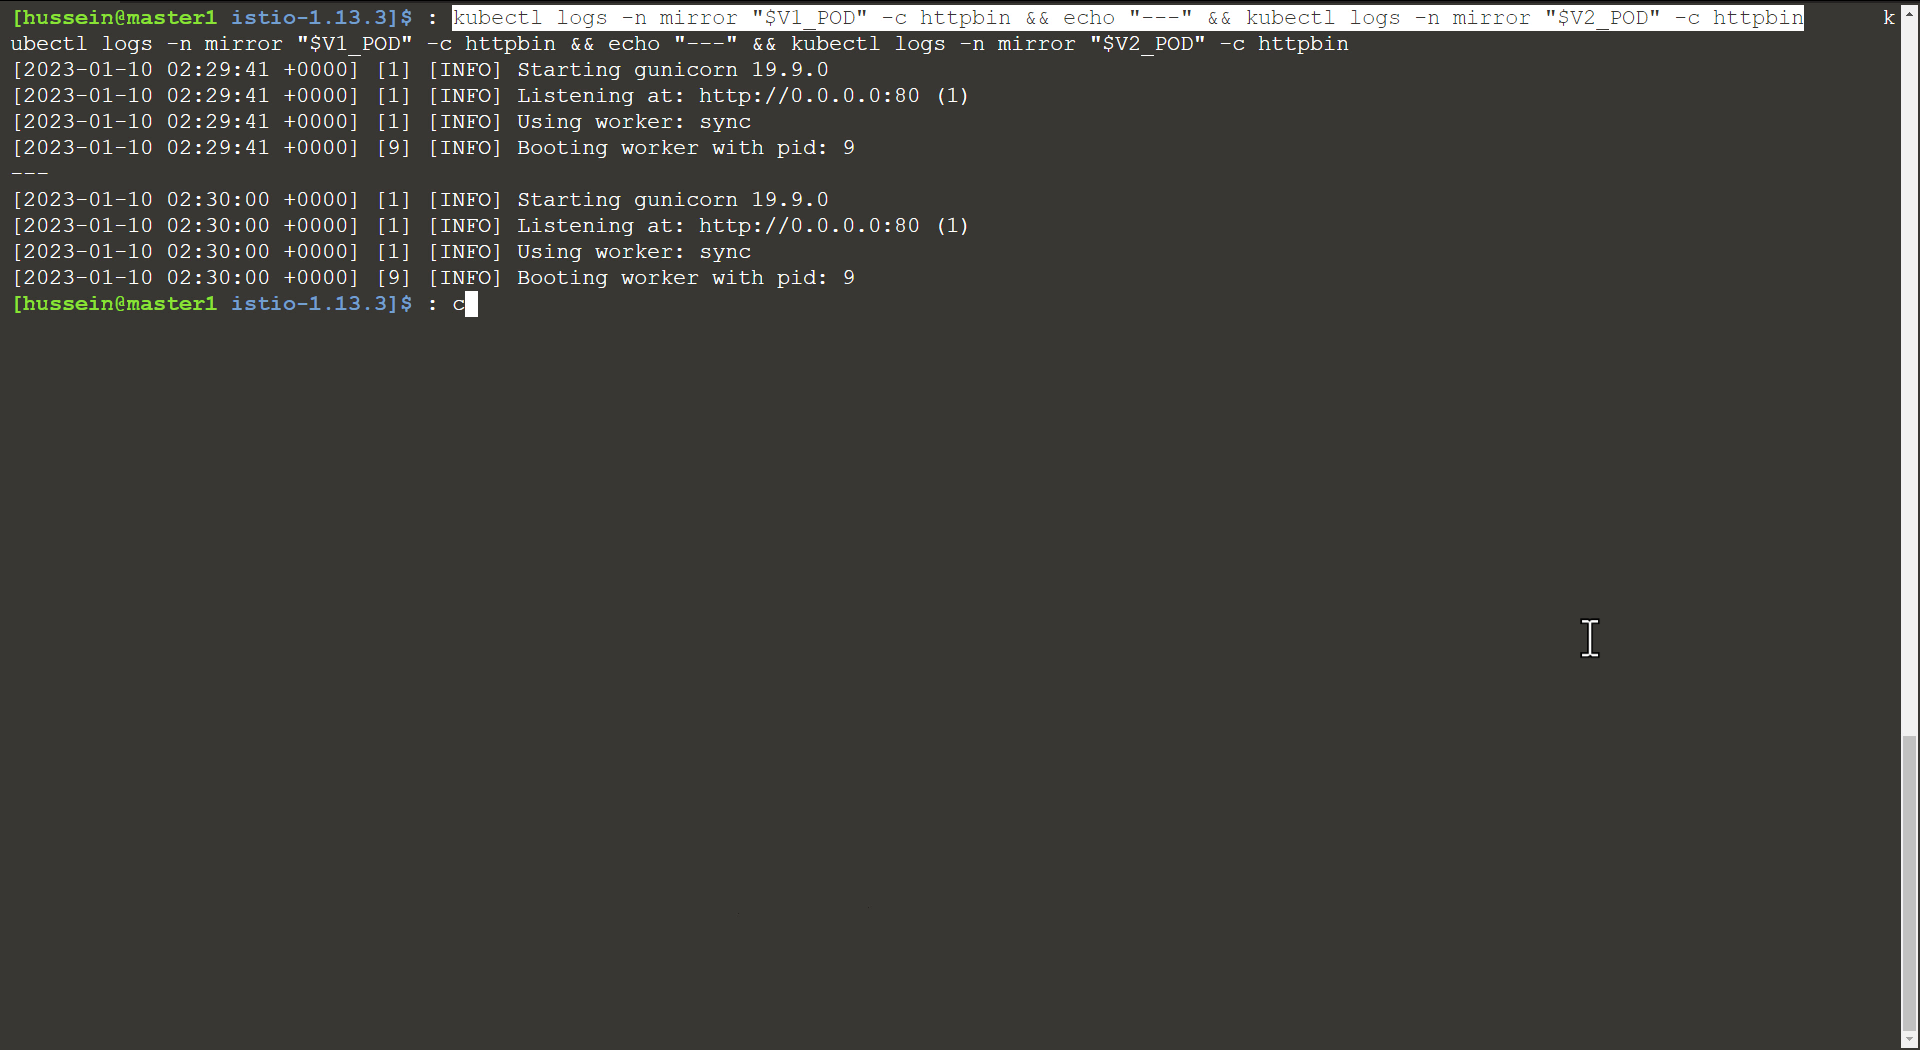 [hussein@master1 istio-1.13.3]$ : kubectl logs -n mirror "$V1_POD" -c httpbin && echo "---" && kubectl logs -n mirror "$V2_POD" -c httpbin k
ubectl logs -n mirror "$V1_POD" -c httpbin && echo "---" && kubectl logs -n mirror "$V2_POD" -c httpbin
[2023-01-10 02:29:41 +0000] [1] [INFO] Starting gunicorn 19.9.0
[2023-01-10 02:29:41 +0000] [1] [INFO] Listening at: http://0.0.0.0:80 (1)
[2023-01-10 02:29:41 +0000] [1] [INFO] Using worker: sync
[2023-01-10 02:29:41 +0000] [9] [INFO] Booting worker with pid: 9
---
[2023-01-10 02:30:00 +0000] [1] [INFO] Starting gunicorn 19.9.0
[2023-01-10 02:30:00 +0000] [1] [INFO] Listening at: http://0.0.0.0:80 (1)
[2023-01-10 02:30:00 +0000] [1] [INFO] Using worker: sync
[2023-01-10 02:30:00 +0000] [9] [INFO] Booting worker with pid: 9
[hussein@master1 istio-1.13.3]$ : c